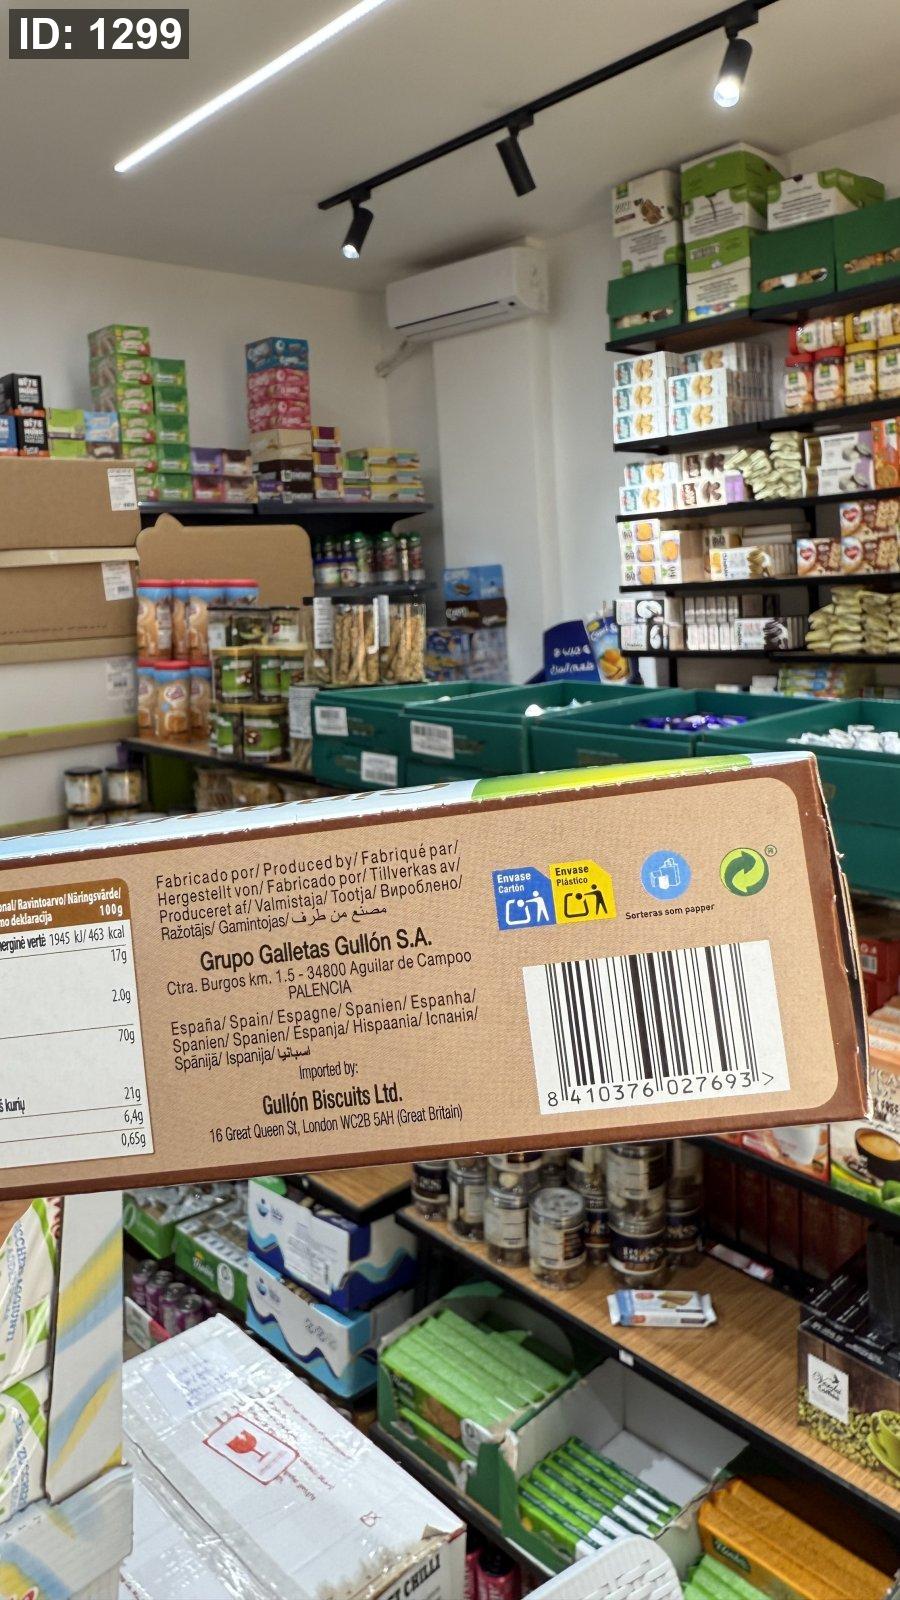 ID: 1299
onal/ Ravintoarvo/ Näringsvärde/
mo deklaracija 100g
nerginė vertė 1945 kJ/ 463 kcal
17g
2.0g
70g
š kurių 21g
6,4g
0,65g
Fabricado por/ Produced by/ Fabriqué par/
Hergestellt von/ Fabricado por/ Tillverkas av/
Produceret af/ Valmistaja/ Tootja/ Вироблено/
Ražotājs/ Gamintojas/ مصنع من طرف
Grupo Galletas Gullón S.A.
Ctra. Burgos km. 1.5 - 34800 Aguilar de Campoo
PALENCIA
España/ Spain/ Espagne/ Spanien/ Espanha/
Spanien/ Spanien/ Espanja/ Hispaania/ Іспанія/
Spānijā/ Ispanija/ اسبانيا
Imported by:
Gullón Biscuits Ltd.
16 Great Queen St, London WC2B 5AH (Great Britain)
Envase
Cartón
Envase
Plástico
Sorteras som papper
8 410376 027693 >
CHILLI